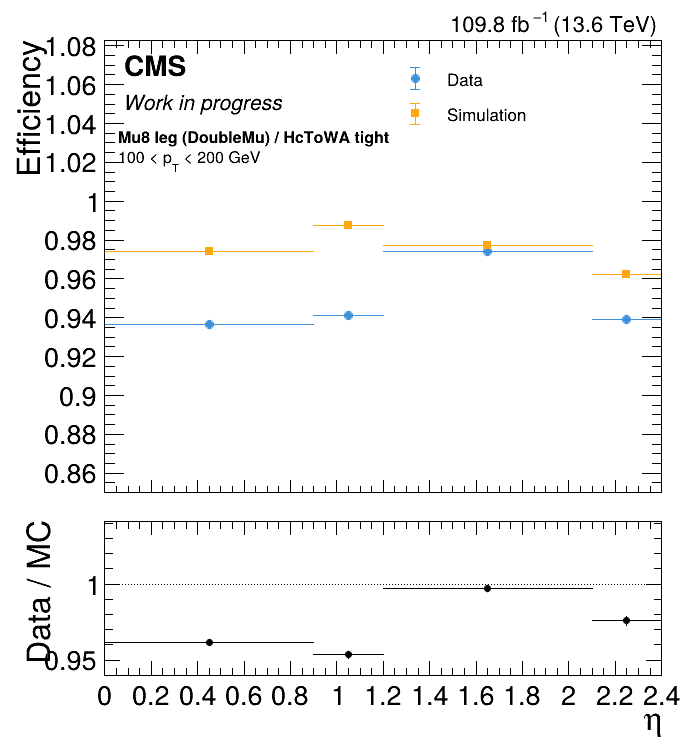 109.8 fb⁻¹ (13.6 TeV)
Efficiency
1.08
1.06
1.04
1.02
1
0.98
0.96
0.94
0.92
0.9
0.88
0.86
CMS
Work in progress
Mu8 leg (DoubleMu) / HcToWA tight
100 < p_T < 200 GeV
Data
Simulation
Data / MC
1
0.95
0 0.2 0.4 0.6 0.8 1 1.2 1.4 1.6 1.8 2 2.2 2.4
η